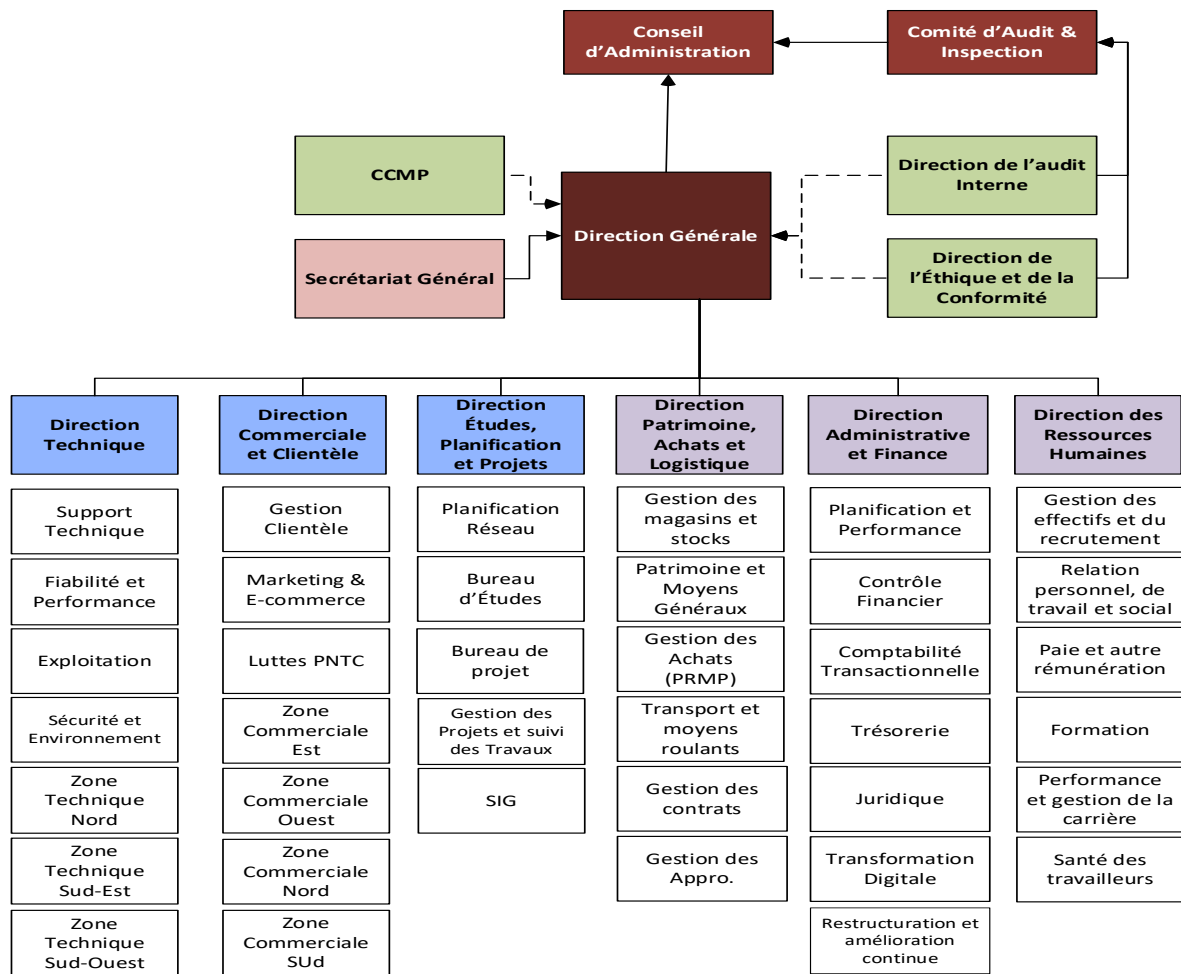 Conseil
d’Administration
Comité d’Audit &
Inspection
CCMP
Direction de l’audit
Interne
Direction Générale
Secrétariat Général
Direction de
l’Éthique et de la
Conformité
Direction
Technique
Direction
Commerciale
et Clientèle
Direction
Études,
Planification
et Projets
Direction
Patrimoine,
Achats et
Logistique
Direction
Administrative
et Finance
Direction des
Ressources
Humaines
Support
Technique
Fiabilité et
Performance
Exploitation
Sécurité et
Environnement
Zone
Technique
Nord
Zone
Technique
Sud-Est
Zone
Technique
Sud-Ouest
Gestion
Clientèle
Marketing &
E-commerce
Luttes PNTC
Zone
Commerciale
Est
Zone
Commerciale
Ouest
Zone
Commerciale
Nord
Zone
Commerciale
SUd
Planification
Réseau
Bureau
d’Études
Bureau de
projet
Gestion des
Projets et suivi
des Travaux
SIG
Gestion des
magasins et
stocks
Patrimoine et
Moyens
Généraux
Gestion des
Achats
(PRMP)
Transport et
moyens
roulants
Gestion des
contrats
Gestion des
Appro.
Planification et
Performance
Contrôle
Financier
Comptabilité
Transactionnelle
Trésorerie
Juridique
Transformation
Digitale
Restructuration et
amélioration
continue
Gestion des
effectifs et du
recrutement
Relation
personnel, de
travail et social
Paie et autre
rémunération
Formation
Performance
et gestion de la
carrière
Santé des
travailleurs